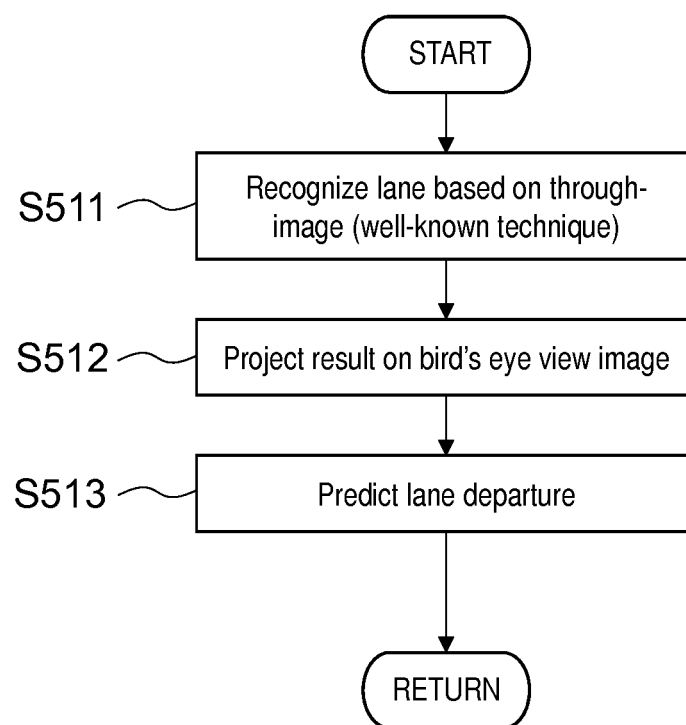 START
S511
Recognize lane based on through-
image (well-known technique)
S512
Project result on bird's eye view image
S513
Predict lane departure
RETURN